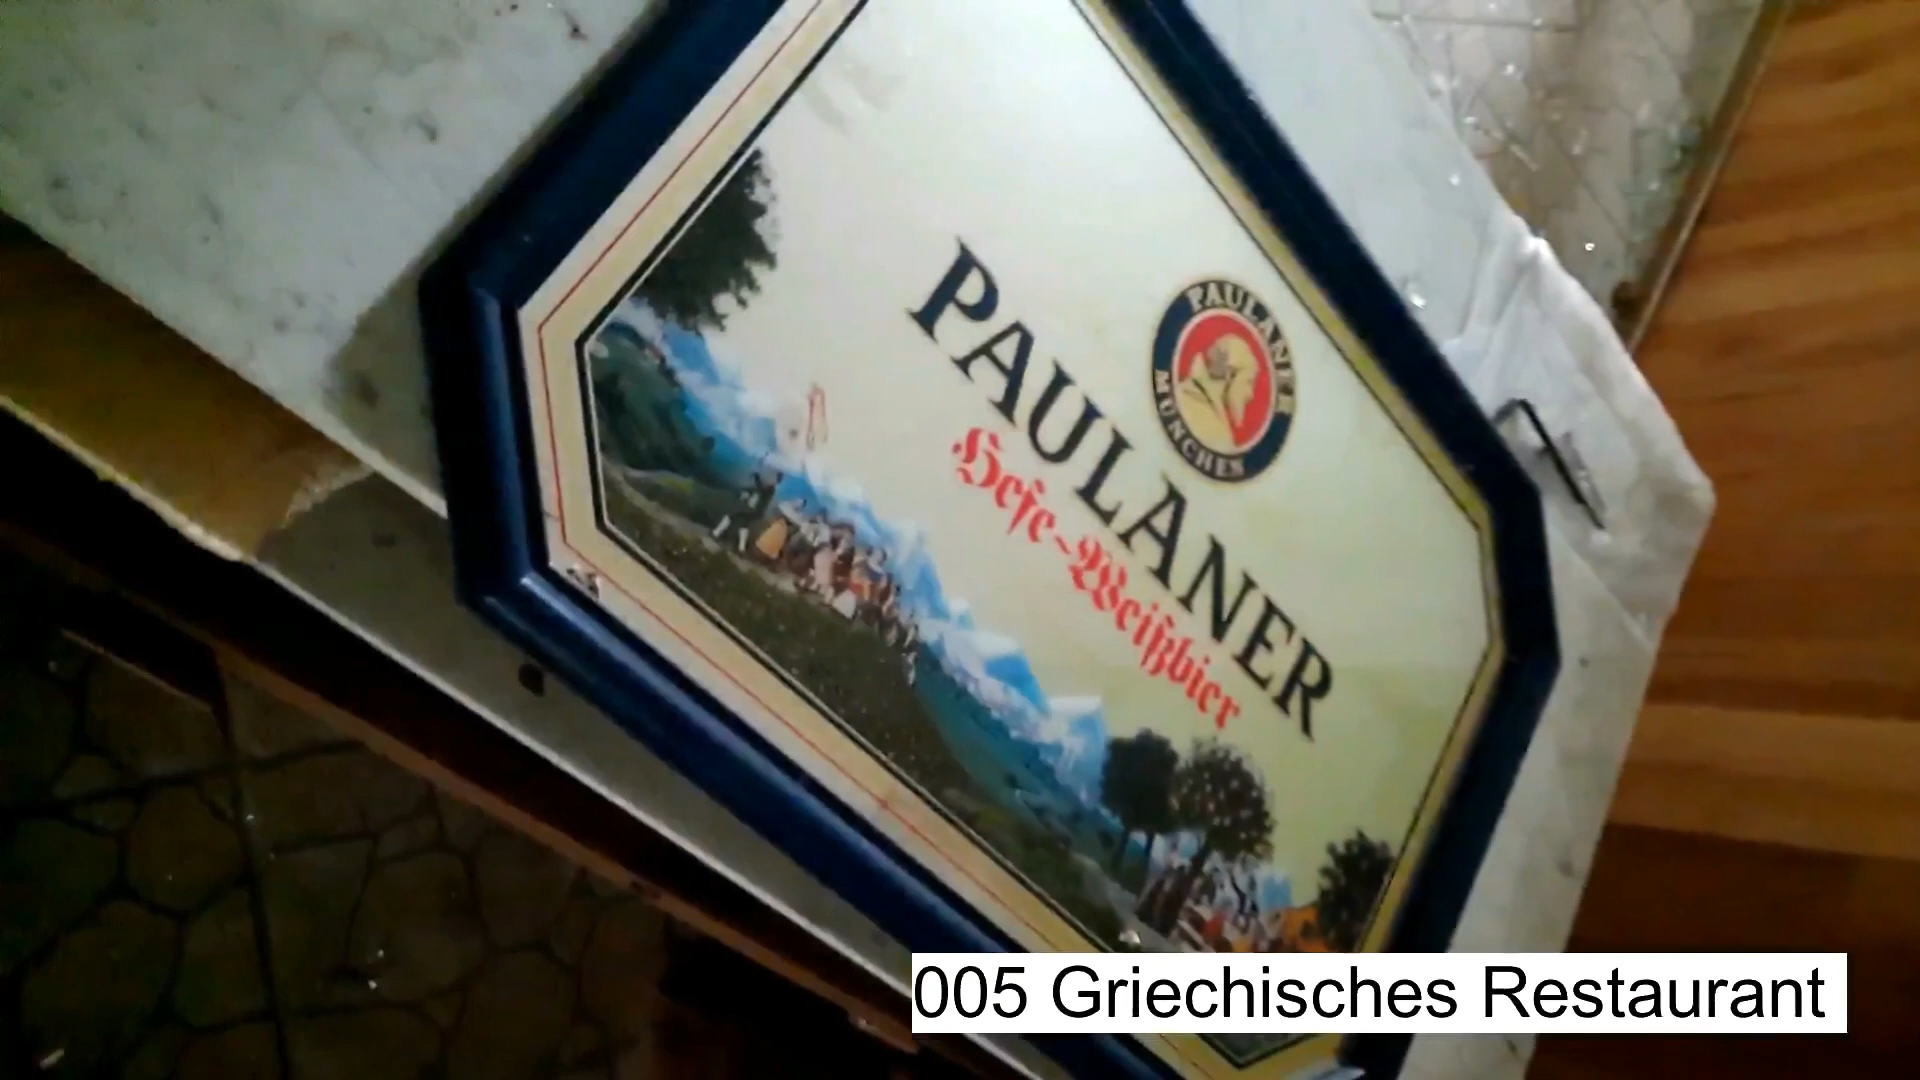 PAULANER
MÜNCHEN
PAULANER
Hefe~Weißbier
005 Griechisches Restaurant